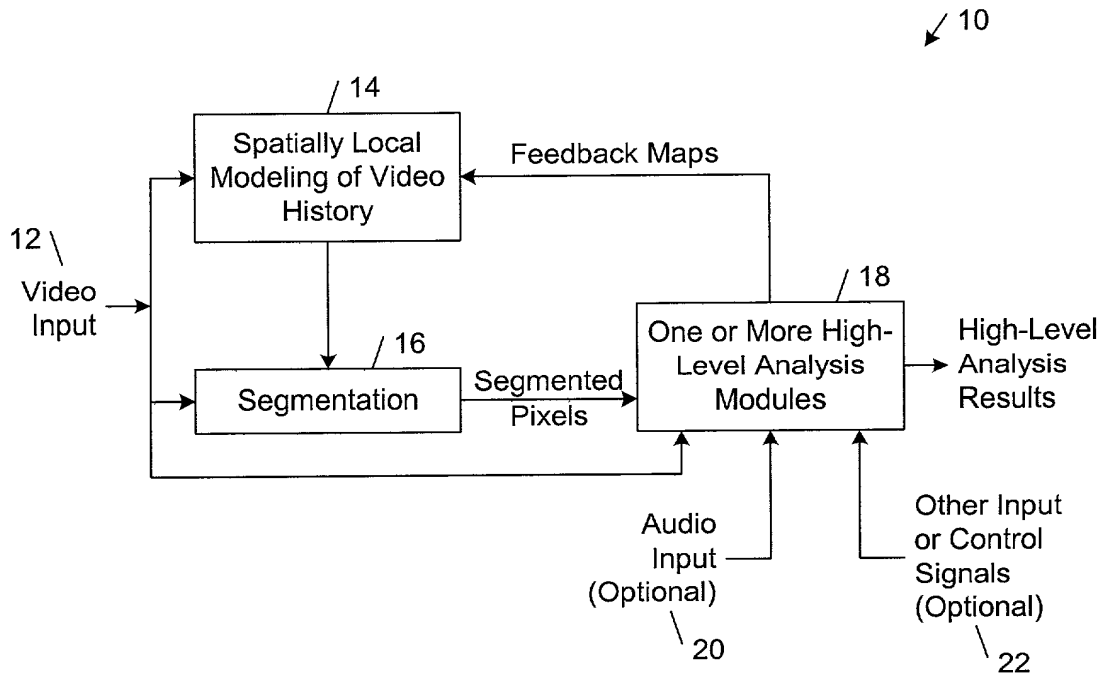 10
14
Spatially Local
Modeling of Video
History
Feedback Maps
12
Video
Input
18
One or More High-
Level Analysis
Modules
High-Level
Analysis
Results
16
Segmentation
Segmented
Pixels
Audio
Input
(Optional)
20
Other Input
or Control
Signals
(Optional)
22